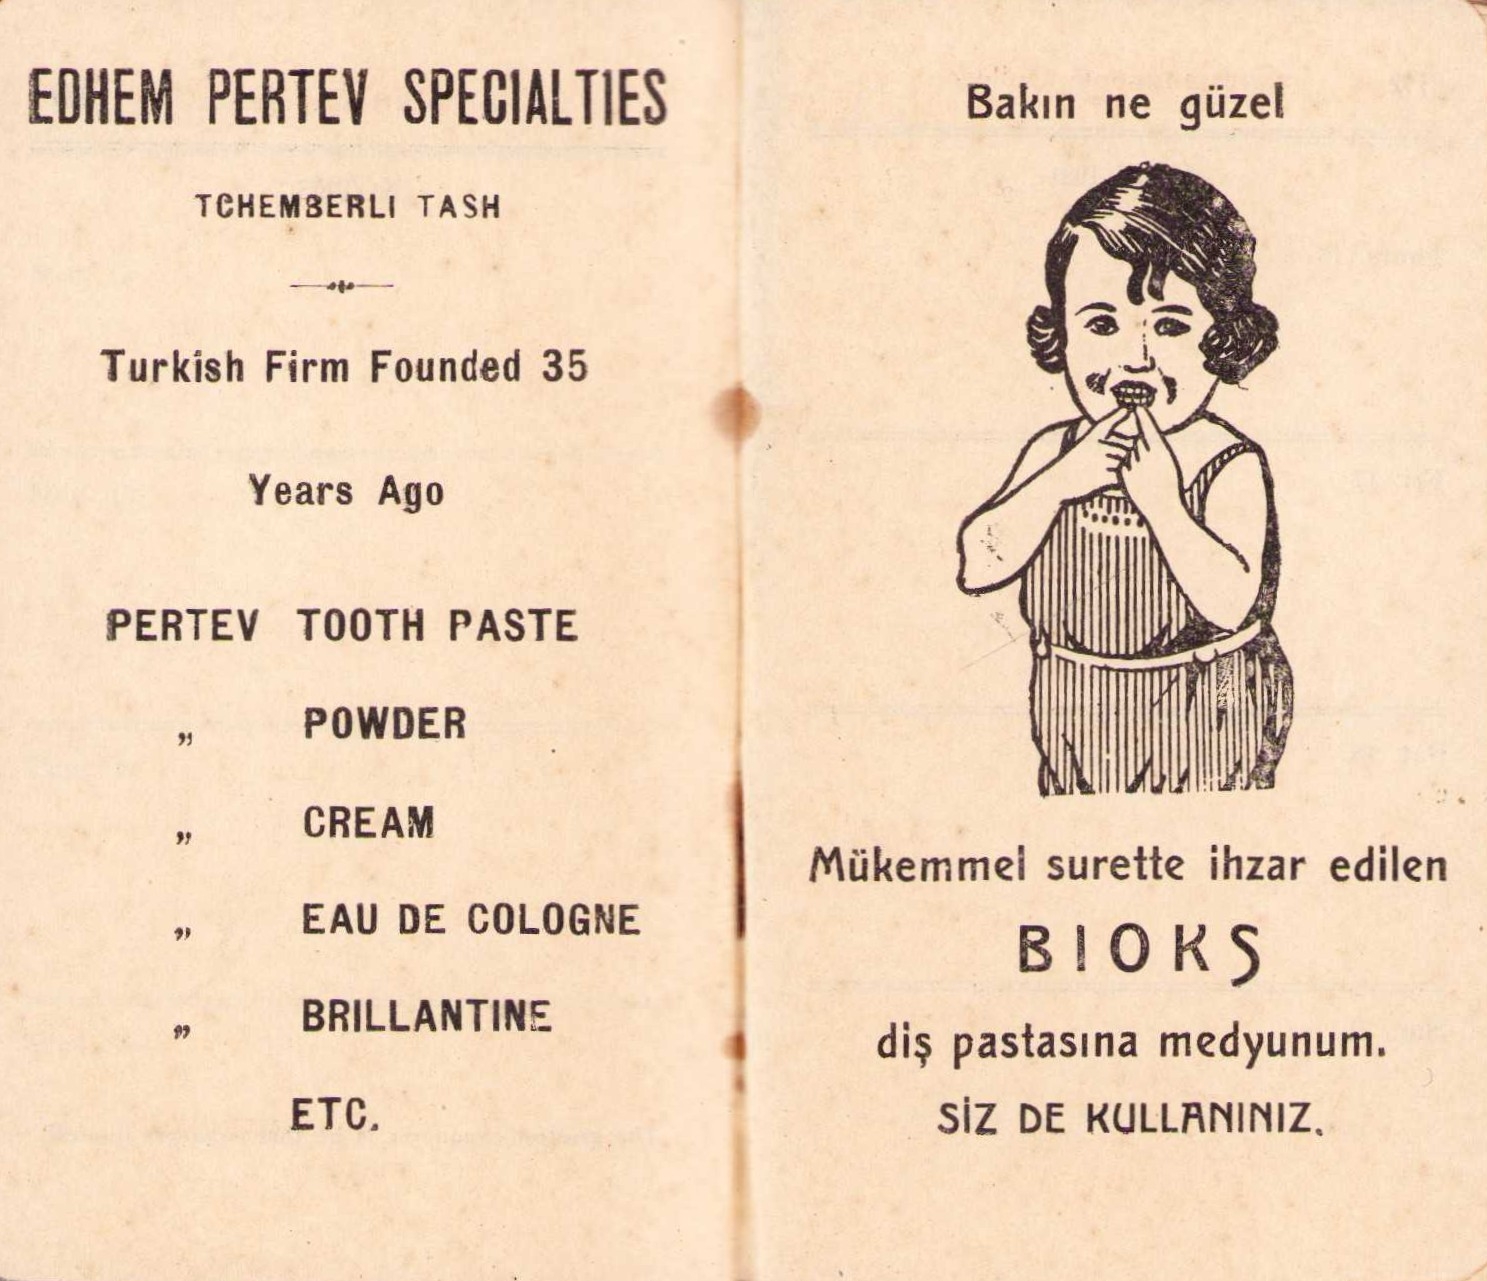 EDHEM PERTEV SPECIALTIES
TCHEMBERLI TASH
Turkish Firm Founded 35
Years Ago
PERTEV TOOTH PASTE
„ POWDER
„ CREAM
„ EAU DE COLOGNE
„ BRILLANTINE
ETC.
Bakın ne güzel
Mükemmel surette ihzar edilen
BIOKS
diş pastasına medyunum.
SİZ DE KULLANINIZ.